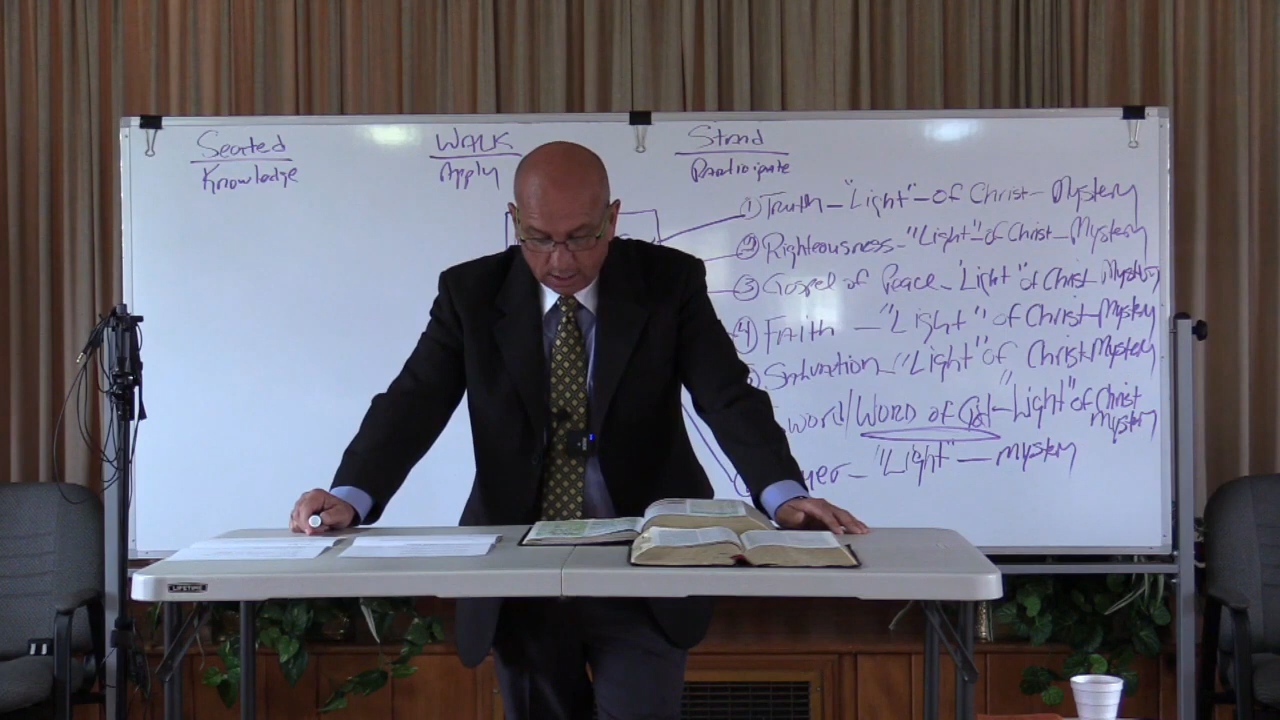 Seated
Knowledge
WALK
Apply
Stand
Participate
① Truth - "Light" - of Christ - Mystery
② Righteousness - "Light" - of Christ - Mystery
③ Gospel of Peace - "Light" of Christ Mystery
④ Faith - "Light" of Christ - Mystery
Salvation - "Light" of Christ Mystery
word/WORD of God - "Light" of Christ
Mystery
"Light" - mystery
LIFETIME